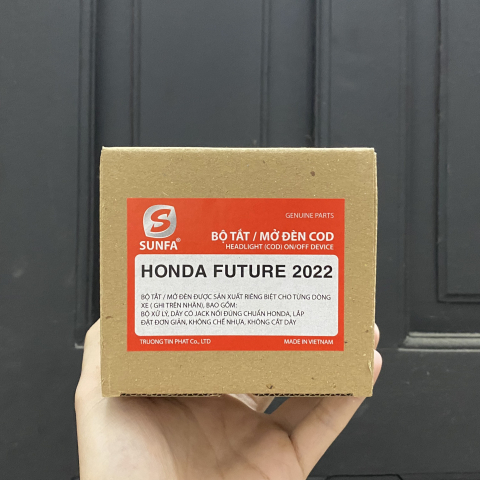 GENUINE PARTS
S
SUNFA®
BỘ TẮT / MỞ ĐÈN COD
HEADLIGHT (COD) ON/OFF DEVICE
HONDA FUTURE 2022
BỘ TẮT / MỞ ĐÈN ĐƯỢC SẢN XUẤT RIÊNG BIỆT CHO TỪNG DÒNG
XE ( GHI TRÊN NHÃN), BAO GỒM:
BỘ XỬ LÝ, DÂY CÓ JACK NỐI ĐÚNG CHUẨN HONDA, LẮP
ĐẶT ĐƠN GIẢN, KHÔNG CHẾ NHỰA, KHÔNG CẮT DÂY
TRUONG TIN PHAT Co., LTD
MADE IN VIETNAM